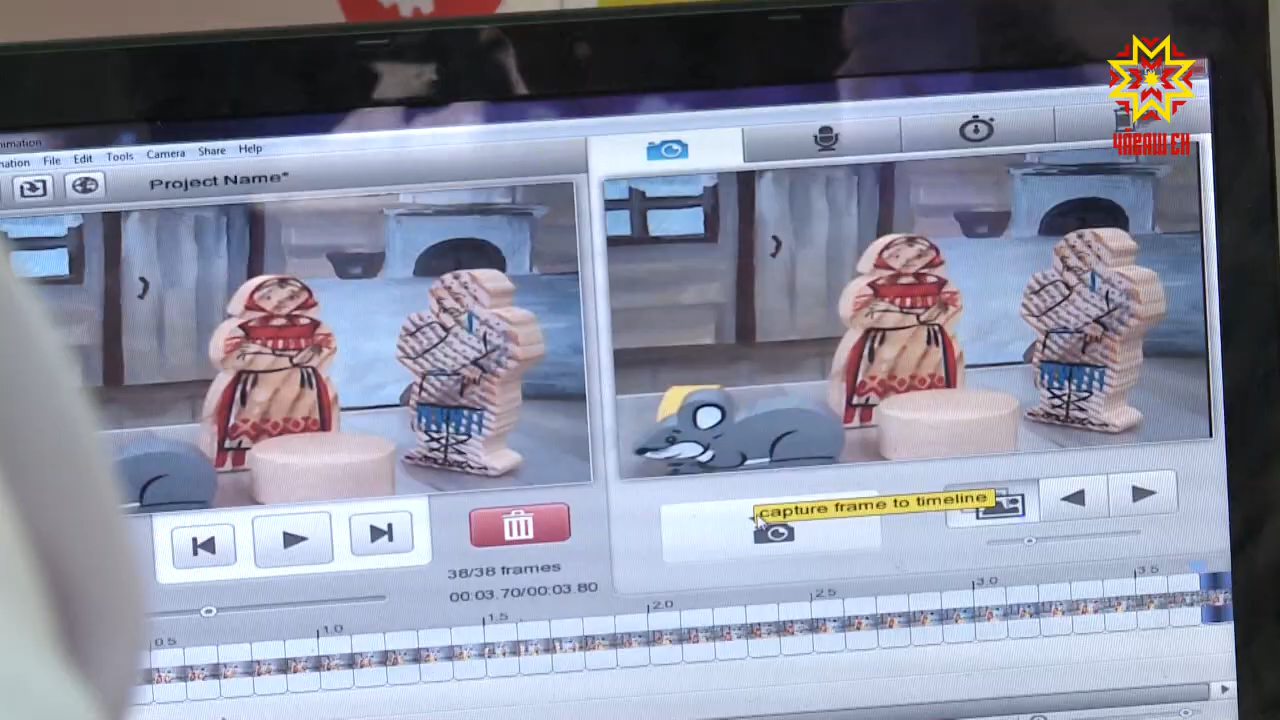 nimation
mation File Edit Tools Camera Share Help
Project Name*
ЧӐВАШ ЕН
capture frame to timeline
38/38 frames
00:03.70/00:03.80
0.5 1.0 1.5 2.0 2.5 3.0 3.5